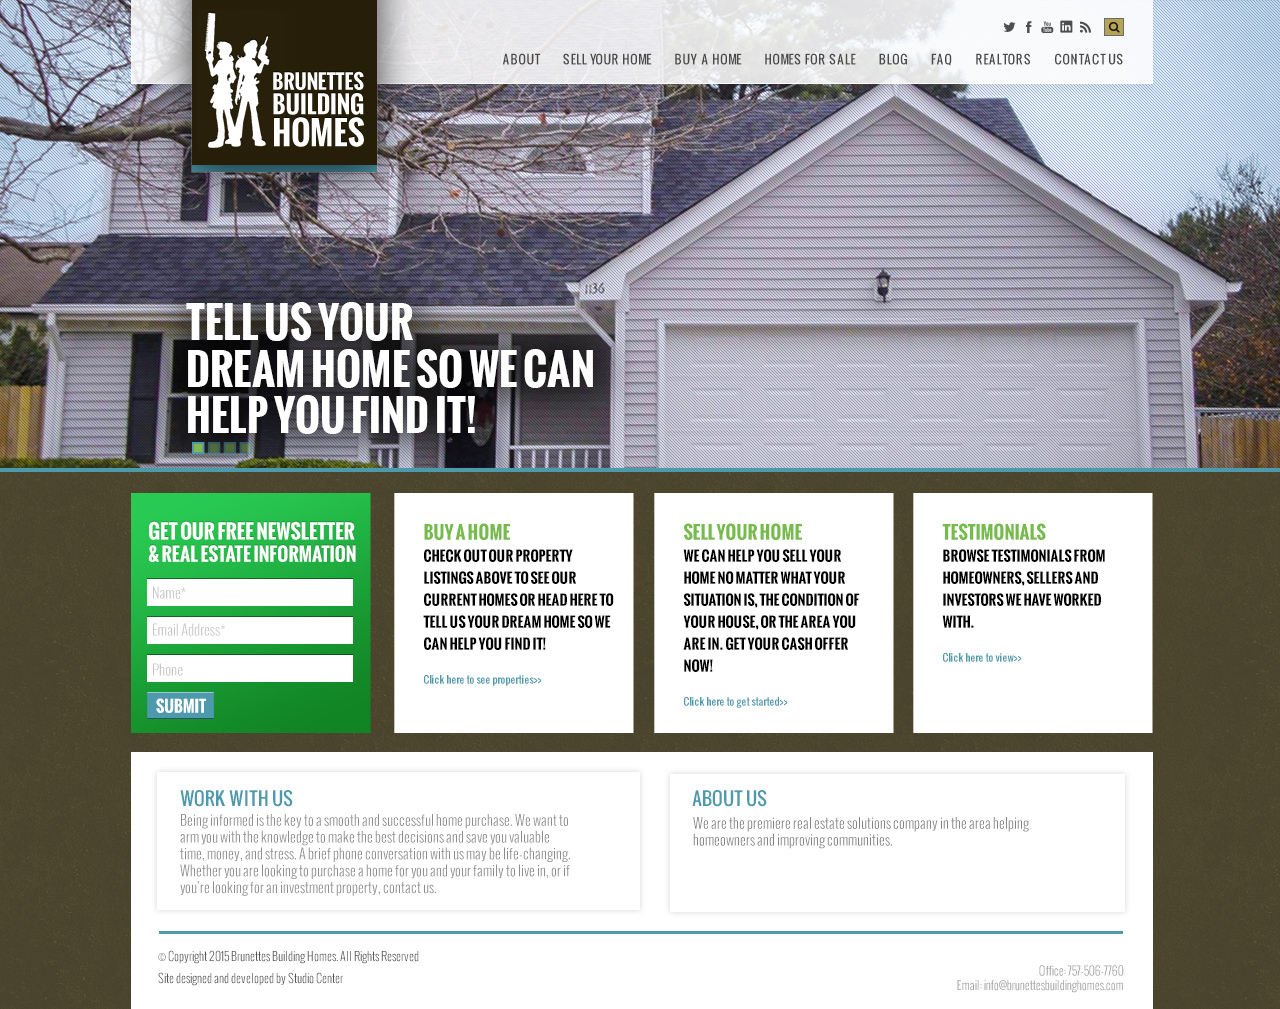 You
ABOUT SELL YOUR HOME BUY A HOME HOMES FOR SALE BLOG FAQ REALTORS CONTACT US
BRUNETTES
BUILDING
HOMES
1136
TELL US YOUR
DREAM HOME SO WE CAN
HELP YOU FIND IT!
GET OUR FREE NEWSLETTER
& REAL ESTATE INFORMATION
Name*
Email Address*
Phone
SUBMIT
BUY A HOME
CHECK OUT OUR PROPERTY
LISTINGS ABOVE TO SEE OUR
CURRENT HOMES OR HEAD HERE TO
TELL US YOUR DREAM HOME SO WE
CAN HELP YOU FIND IT!
Click here to see properties>>
SELL YOUR HOME
WE CAN HELP YOU SELL YOUR
HOME NO MATTER WHAT YOUR
SITUATION IS, THE CONDITION OF
YOUR HOUSE, OR THE AREA YOU
ARE IN. GET YOUR CASH OFFER
NOW!
Click here to get started>>
TESTIMONIALS
BROWSE TESTIMONIALS FROM
HOMEOWNERS, SELLERS AND
INVESTORS WE HAVE WORKED
WITH.
Click here to view>>
WORK WITH US
Being informed is the key to a smooth and successful home purchase. We want to
arm you with the knowledge to make the best decisions and save you valuable
time, money, and stress. A brief phone conversation with us may be life-changing.
Whether you are looking to purchase a home for you and your family to live in, or if
you're looking for an investment property, contact us.
ABOUT US
We are the premiere real estate solutions company in the area helping
homeowners and improving communities.
© Copyright 2015 Brunettes Building Homes. All Rights Reserved
Site designed and developed by Studio Center
Office: 757-506-7760
Email: info@brunettesbuildinghomes.com